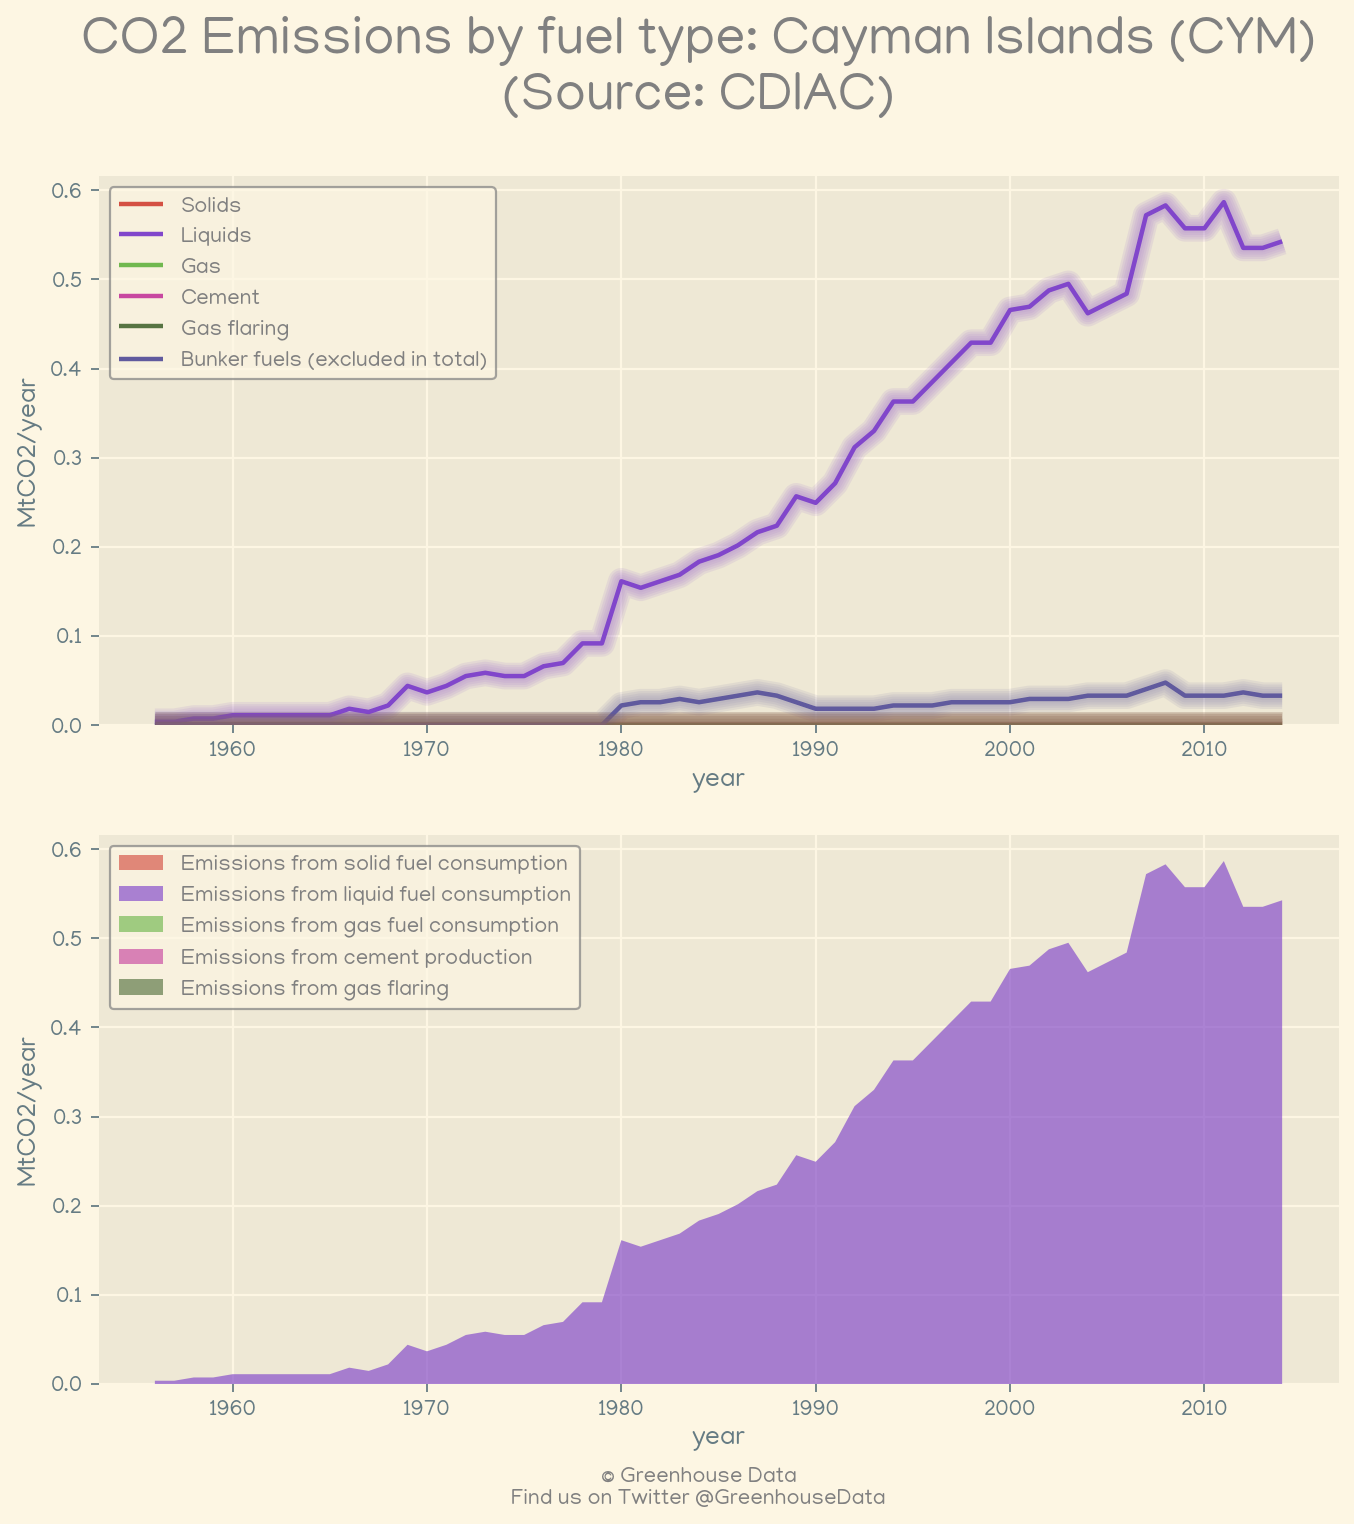 CO2 Emissions by fuel type: Cayman Islands (CYM)
(Source: CDIAC)
0.6
0.5
0.4
0.3
0.2
0.1
0.0
MtCO2/year
Solids
Liquids
Gas
Cement
Gas flaring
Bunker fuels (excluded in total)
1960
1970
1980
1990
2000
2010
year
0.6
0.5
0.4
0.3
0.2
0.1
0.0
MtCO2/year
Emissions from solid fuel consumption
Emissions from liquid fuel consumption
Emissions from gas fuel consumption
Emissions from cement production
Emissions from gas flaring
1960
1970
1980
1990
2000
2010
year
© Greenhouse Data
Find us on Twitter @GreenhouseData